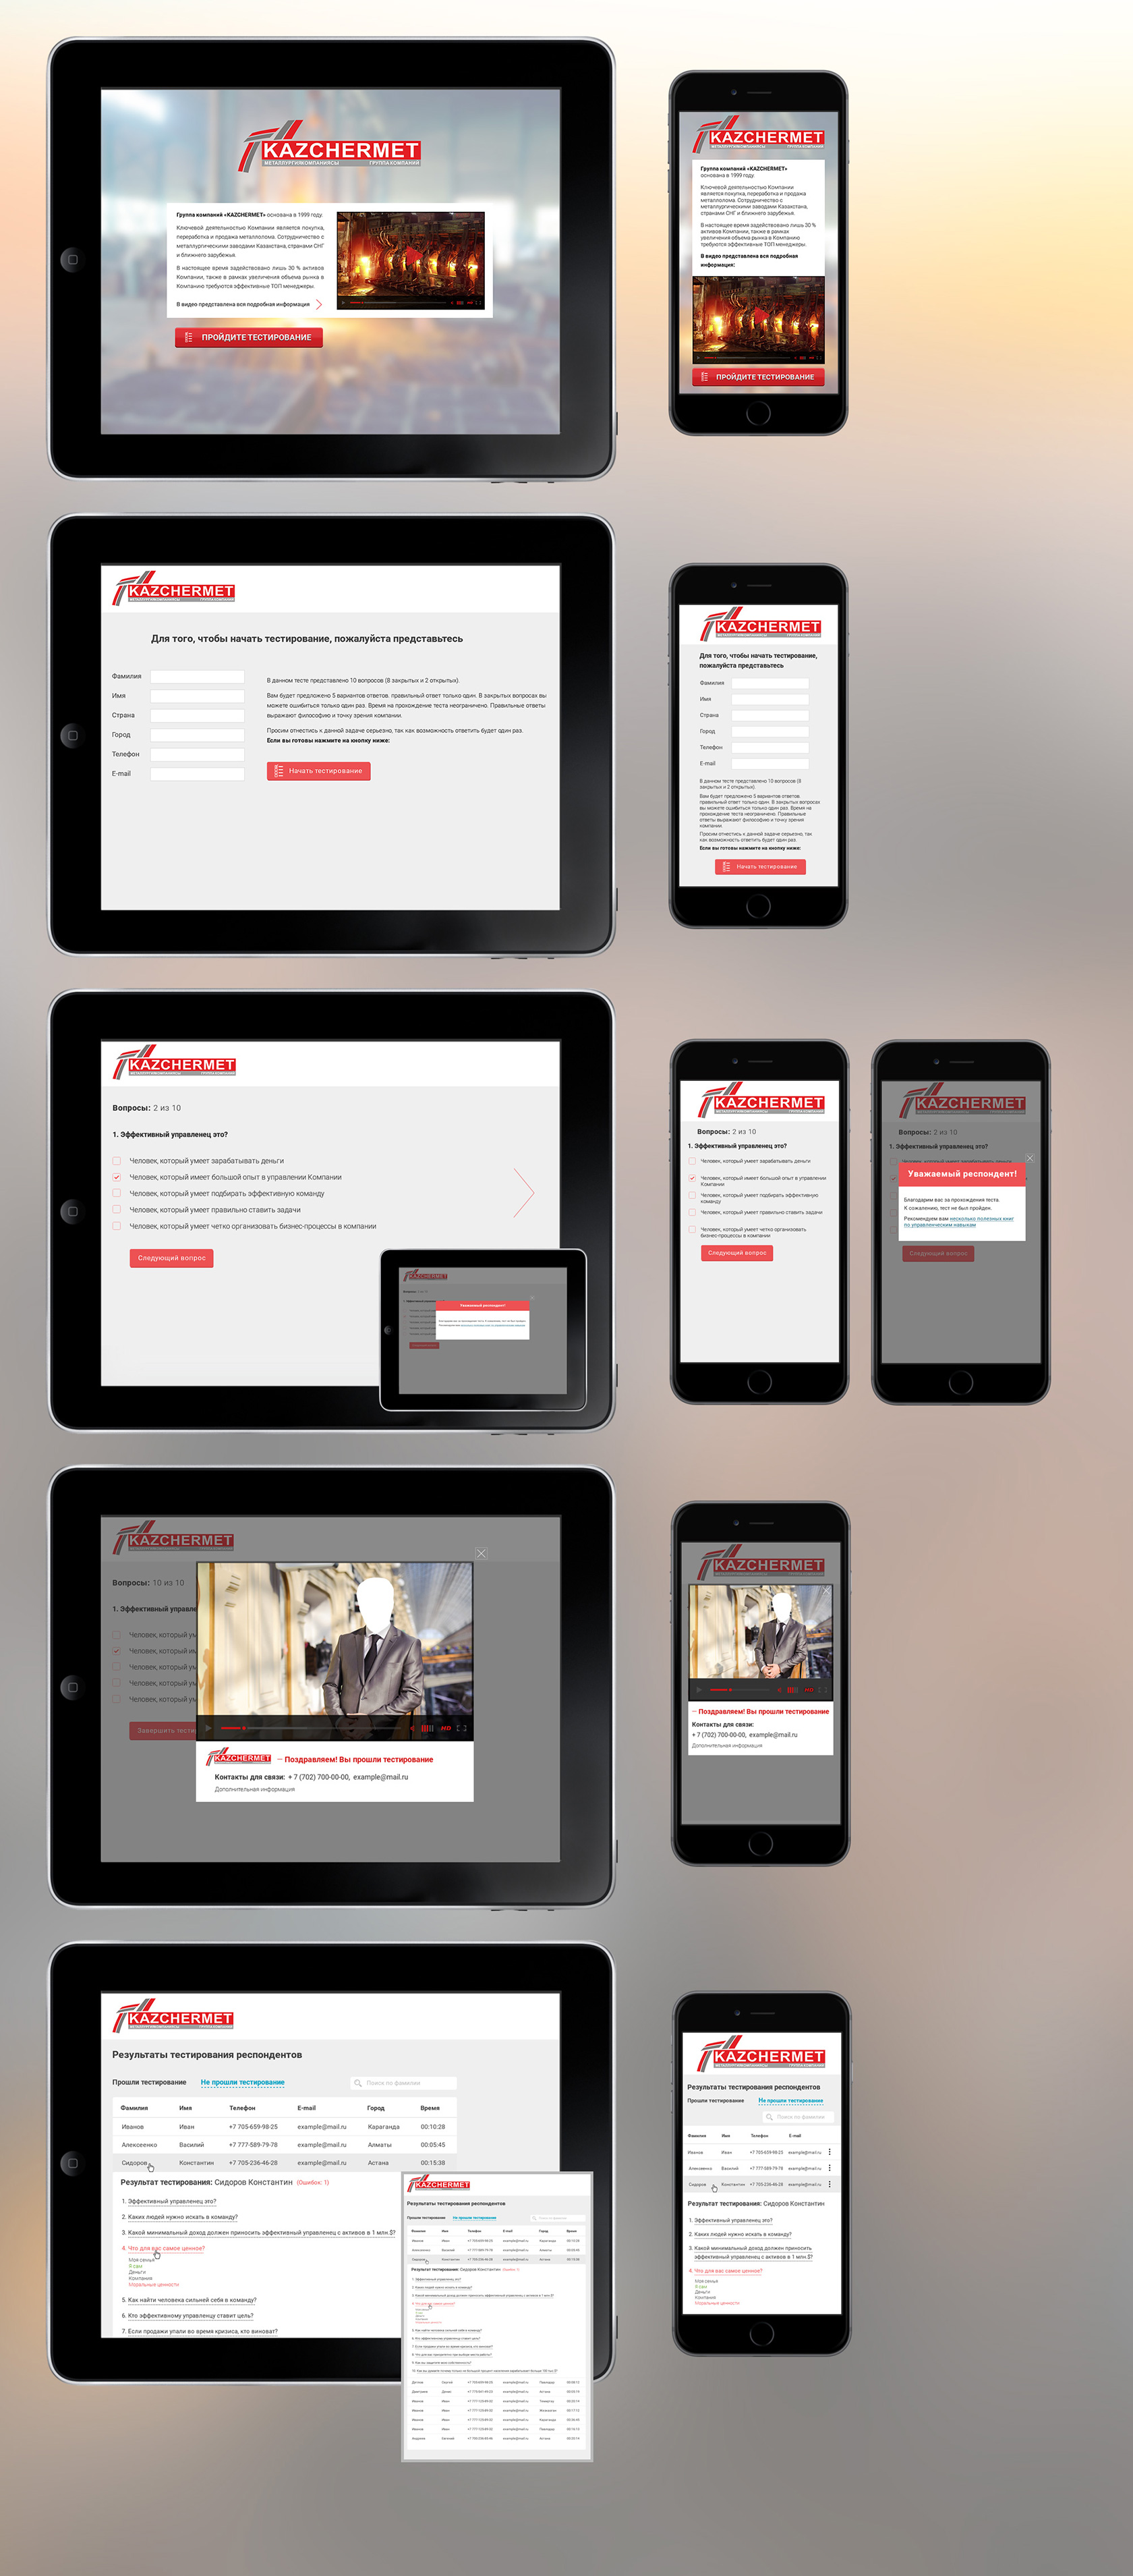 KAZCHERMET
МЕТАЛЛУРГИЯКОМПАНИЯСЫ ГРУППА КОМПАНИЙ
Группа компаний «KAZCHERMET» основана в 1999 году.
Ключевой деятельностью Компании является покупка,
переработка и продажа металлолома. Сотрудничество с
металлургическими заводами Казахстана, странами СНГ
и ближнего зарубежья.
В настоящее время задействовано лишь 30 % активов
Компании, также в рамках увеличения объема рынка в
Компанию требуются эффективные ТОП менеджеры.
В видео представлена вся подробная информация
ПРОЙДИТЕ ТЕСТИРОВАНИЕ
KAZCHERMET
МЕТАЛЛУРГИЯКОМПАНИЯСЫ ГРУППА КОМПАНИЙ
Группа компаний «KAZCHERMET»
основана в 1999 году.
Ключевой деятельностью Компании
является покупка, переработка и продажа
металлолома. Сотрудничество с
металлургическими заводами Казахстана,
странами СНГ и ближнего зарубежья.
В настоящее время задействовано лишь 30 %
активов Компании, также в рамках
увеличения объема рынка в Компанию
требуются эффективные ТОП менеджеры.
В видео представлена вся подробная
информация:
ПРОЙДИТЕ ТЕСТИРОВАНИЕ
KAZCHERMET
Для того, чтобы начать тестирование, пожалуйста представьтесь
Фамилия
Имя
Страна
Город
Телефон
E-mail
В данном тесте представлено 10 вопросов (8 закрытых и 2 открытых).
Вам будет предложено 5 вариантов ответов. правильный ответ только один. В закрытых вопросах вы
можете ошибиться только один раз. Время на прохождение теста неограничено. Правильные ответы
выражают философию и точку зрения компании.
Просим отнестись к данной задаче серьезно, так как возможность ответить будет один раз.
Если вы готовы нажмите на кнопку ниже:
Начать тестирование
KAZCHERMET
Для того, чтобы начать тестирование,
пожалуйста представьтесь
Фамилия
Имя
Страна
Город
Телефон
E-mail
В данном тесте представлено 10 вопросов (8
закрытых и 2 открытых).
Вам будет предложено 5 вариантов ответов.
правильный ответ только один. В закрытых вопросах
вы можете ошибиться только один раз. Время на
прохождение теста неограничено. Правильные
ответы выражают философию и точку зрения
компании.
Просим отнестись к данной задаче серьезно, так
как возможность ответить будет один раз.
Если вы готовы нажмите на кнопку ниже:
Начать тестирование
KAZCHERMET
Вопросы: 2 из 10
1. Эффективный управленец это?
Человек, который умеет зарабатывать деньги
Человек, который имеет большой опыт в управлении Компании
Человек, который умеет подбирать эффективную команду
Человек, который умеет правильно ставить задачи
Человек, который умеет четко организовать бизнес-процессы в компании
Следующий вопрос
KAZCHERMET
Уважаемый респондент!
KAZCHERMET
Вопросы: 2 из 10
1. Эффективный управленец это?
Человек, который умеет зарабатывать деньги
Человек, который имеет большой опыт в управлении
Компании
Человек, который умеет подбирать эффективную
команду
Человек, который умеет правильно ставить задачи
Человек, который умеет четко организовать
бизнес-процессы в компании
Следующий вопрос
KAZCHERMET
Вопросы: 2 из 10
1. Эффективный управленец это?
Уважаемый респондент!
Благодарим вас за прохождения теста.
К сожалению, тест не был пройден.
Рекомендуем вам несколько полезных книг
по управленческим навыкам
Следующий вопрос
KAZCHERMET
Вопросы: 10 из 10
1. Эффективный управле
Человек, который ум
Человек, который им
Человек, который ум
Человек, который ум
Человек, который ум
Завершить тести
HD
KAZCHERMET – Поздравляем! Вы прошли тестирование
Контакты для связи: + 7 (702) 700-00-00, example@mail.ru
Дополнительная информация
KAZCHERMET
HD
– Поздравляем! Вы прошли тестирование
Контакты для связи:
+ 7 (702) 700-00-00, example@mail.ru
Дополнительная информация
KAZCHERMET
Результаты тестирования респондентов
Прошли тестирование Не прошли тестирование Поиск по фамилии
Фамилия Имя Телефон E-mail Город Время
Иванов Иван +7 705-659-98-25 example@mail.ru Караганда 00:10:28
Алексеенко Василий +7 777-589-79-78 example@mail.ru Алматы 00:05:45
Сидоров Константин +7 705-236-46-28 example@mail.ru Астана 00:15:38
Результат тестирования: Сидоров Константин (Ошибок: 1)
1. Эффективный управленец это?
2. Каких людей нужно искать в команду?
3. Какой минимальный доход должен приносить эффективный управленец с активов в 1 млн.$?
4. Что для вас самое ценное?
Моя семья
Я сам
Деньги
Компания
Моральные ценности
5. Как найти человека сильней себя в команду?
6. Кто эффективному управленцу ставит цель?
7. Если продажи упали во время кризиса, кто виноват?
KAZCHERMET
Результаты тестирования респондентов
Прошли тестирование Не прошли тестирование
Результат тестирования: Сидоров Константин
KAZCHERMET
Результаты тестирования респондентов
Прошли тестирование Не прошли тестирование
Поиск по фамилии
Фамилия Имя Телефон E-mail
Иванов Иван +7 705-659-98-25 example@mail.ru
Алексеенко Василий +7 777-589-79-78 example@mail.ru
Сидоров Константин +7 705-236-46-28 example@mail.ru
Результат тестирования: Сидоров Константин
1. Эффективный управленец это?
2. Каких людей нужно искать в команду?
3. Какой минимальный доход должен приносить
эффективный управленец с активов в 1 млн.$?
4. Что для вас самое ценное?
Моя семья
Я сам
Деньги
Компания
Моральные ценности